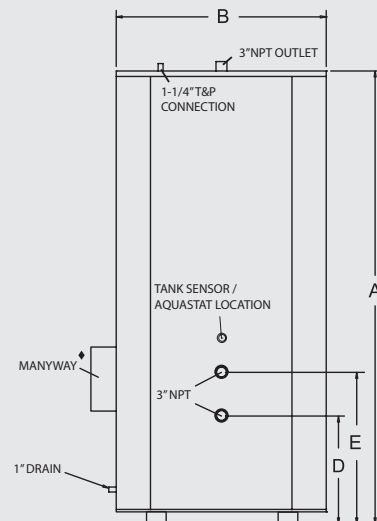 B
3" NPT OUTLET
1-1/4" T&P
CONNECTION
A
TANK SENSOR /
AQUASTAT LOCATION
MANYWAY ♦
3" NPT
E
D
1" DRAIN